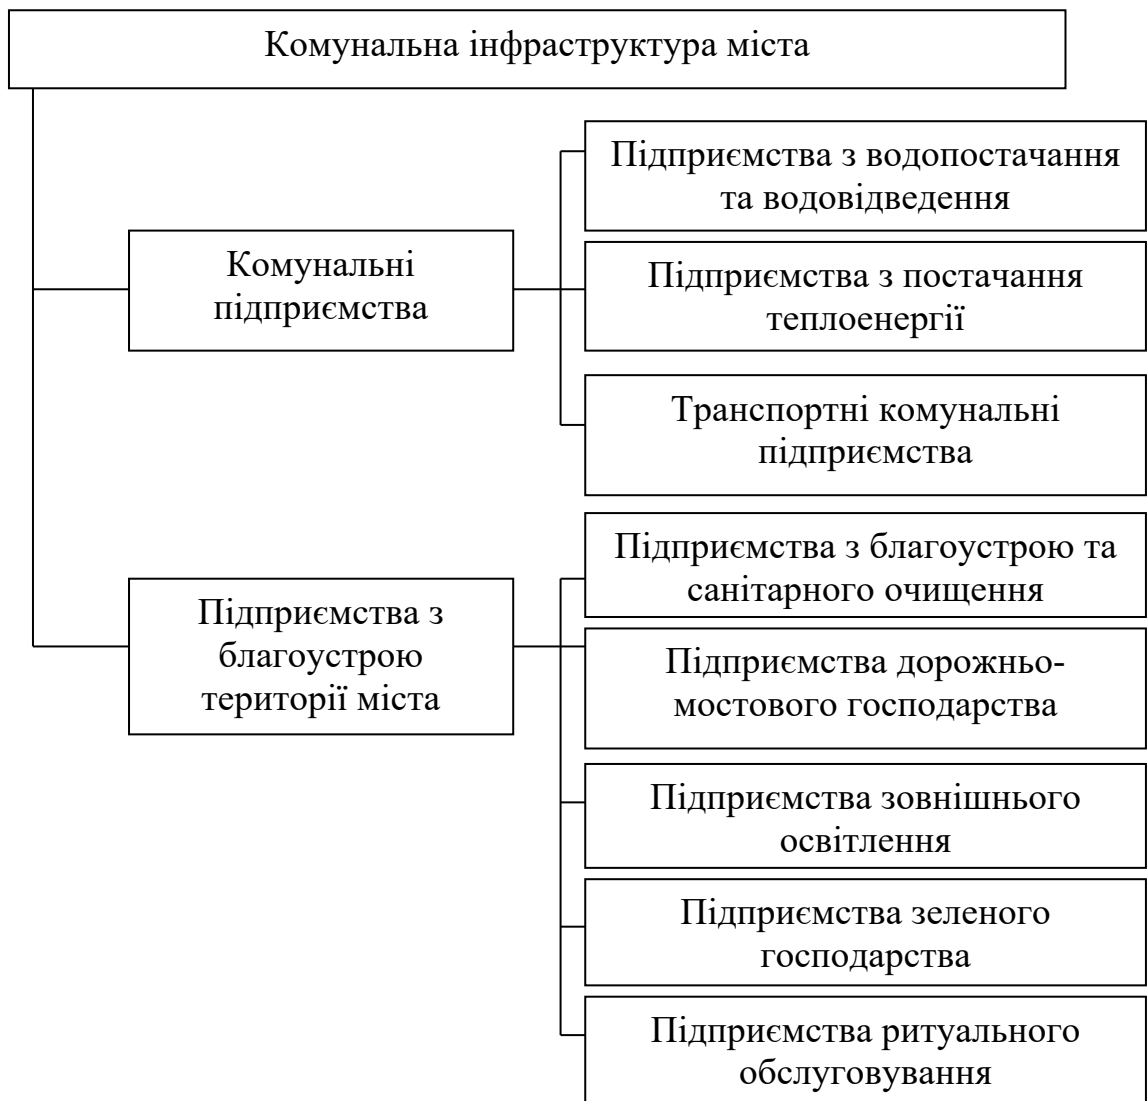 Комунальна інфраструктура міста
Комунальні
підприємства
Підприємства з водопостачання
та водовідведення
Підприємства з постачання
теплоенергії
Транспортні комунальні
підприємства
Підприємства з
благоустрою
території міста
Підприємства з благоустрою та
санітарного очищення
Підприємства дорожньо-
мостового господарства
Підприємства зовнішнього
освітлення
Підприємства зеленого
господарства
Підприємства ритуального
обслуговування